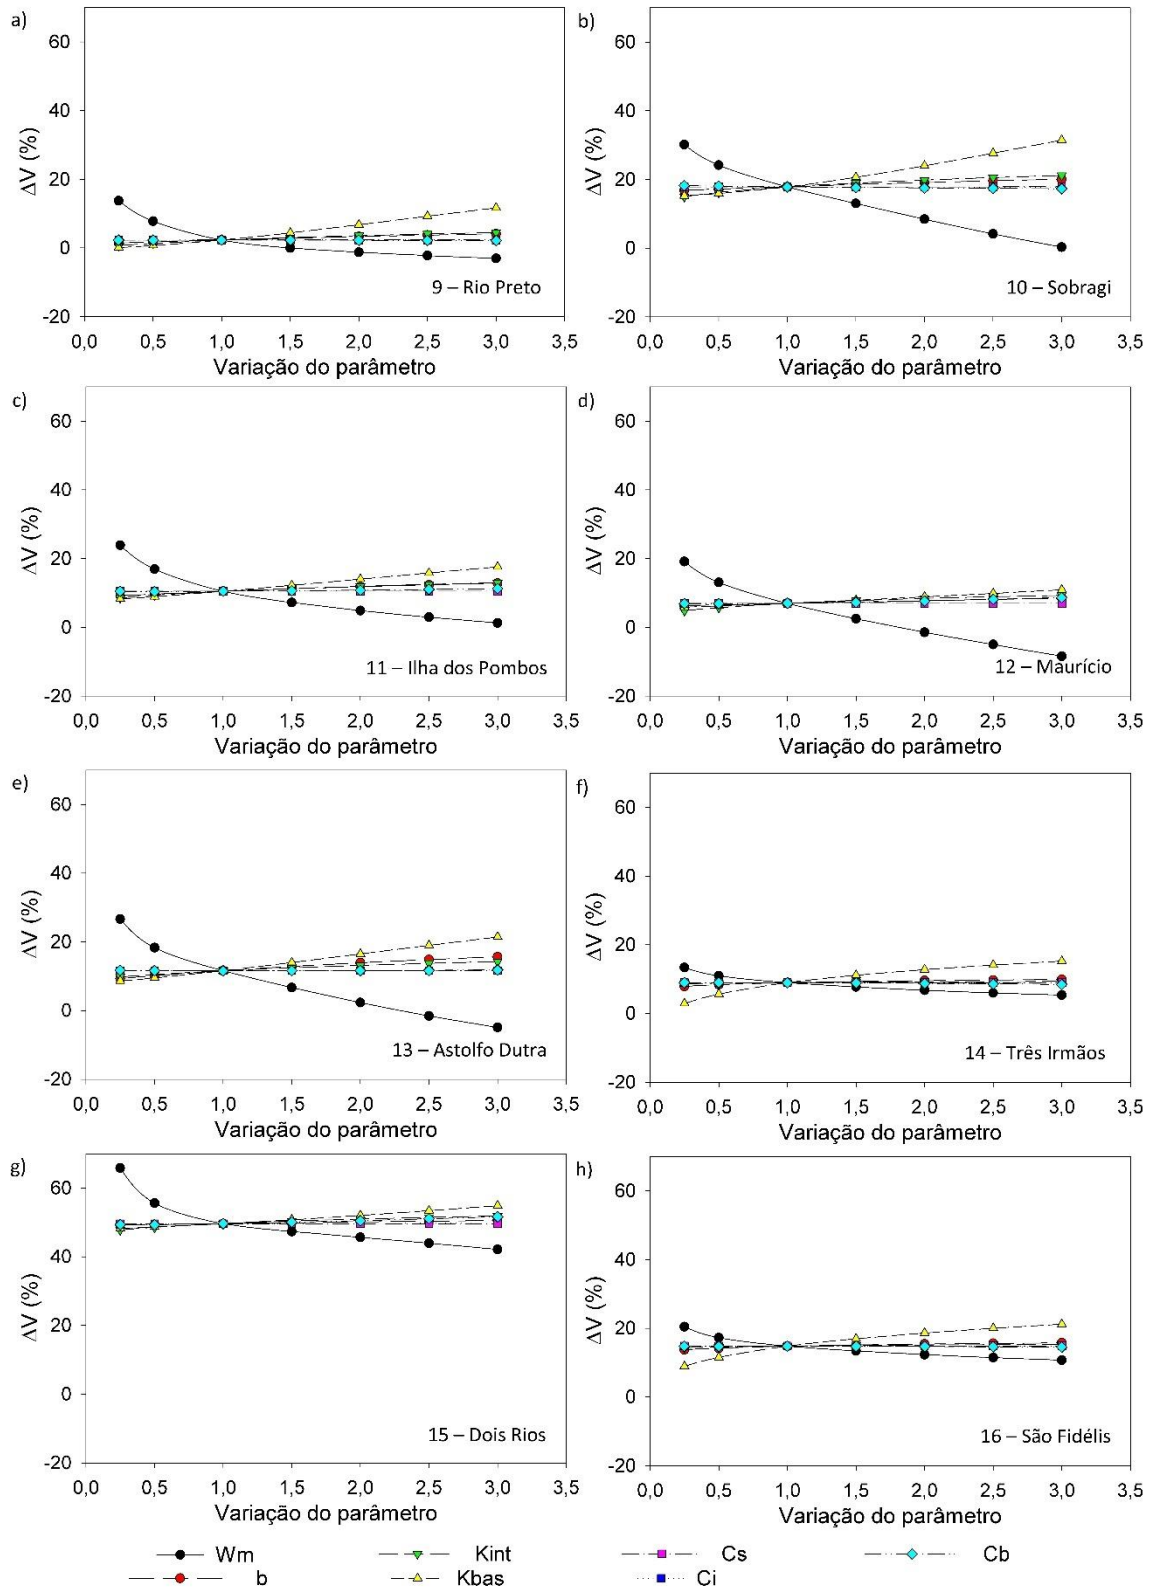 a)
60
40
20
0
-20
ΔV (%)
0,0 0,5 1,0 1,5 2,0 2,5 3,0 3,5
Variação do parâmetro
9 – Rio Preto
b)
60
40
20
0
-20
ΔV (%)
0,0 0,5 1,0 1,5 2,0 2,5 3,0 3,5
Variação do parâmetro
10 – Sobragi
c)
60
40
20
0
-20
ΔV (%)
0,0 0,5 1,0 1,5 2,0 2,5 3,0 3,5
Variação do parâmetro
11 – Ilha dos Pombos
d)
60
40
20
0
-20
ΔV (%)
0,0 0,5 1,0 1,5 2,0 2,5 3,0 3,5
Variação do parâmetro
12 – Maurício
e)
60
40
20
0
-20
ΔV (%)
0,0 0,5 1,0 1,5 2,0 2,5 3,0 3,5
Variação do parâmetro
13 – Astolfo Dutra
f)
60
40
20
0
-20
ΔV (%)
0,0 0,5 1,0 1,5 2,0 2,5 3,0 3,5
Variação do parâmetro
14 – Três Irmãos
g)
60
40
20
0
-20
ΔV (%)
0,0 0,5 1,0 1,5 2,0 2,5 3,0 3,5
Variação do parâmetro
15 – Dois Rios
h)
60
40
20
0
-20
ΔV (%)
0,0 0,5 1,0 1,5 2,0 2,5 3,0 3,5
Variação do parâmetro
16 – São Fidélis
Wm Kint Cs Cb
b Kbas Ci